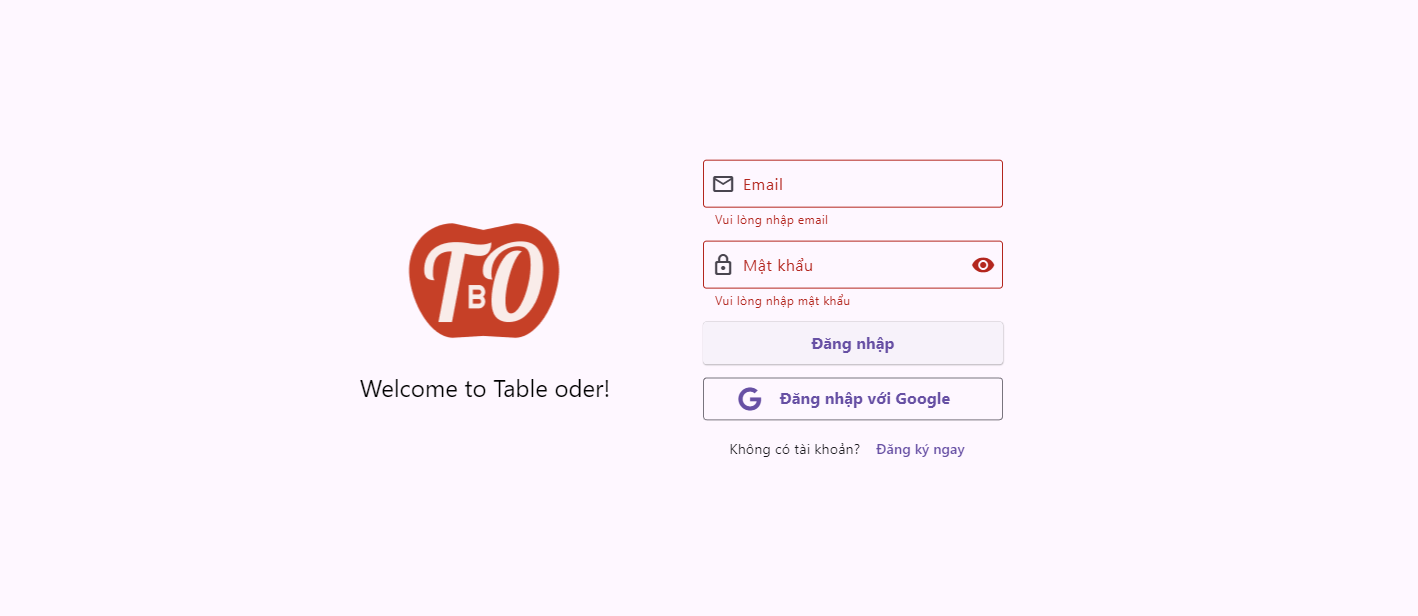 TBO
Welcome to Table oder!
Email
Vui lòng nhập email
Mật khẩu
Vui lòng nhập mật khẩu
Đăng nhập
G Đăng nhập với Google
Không có tài khoản? Đăng ký ngay